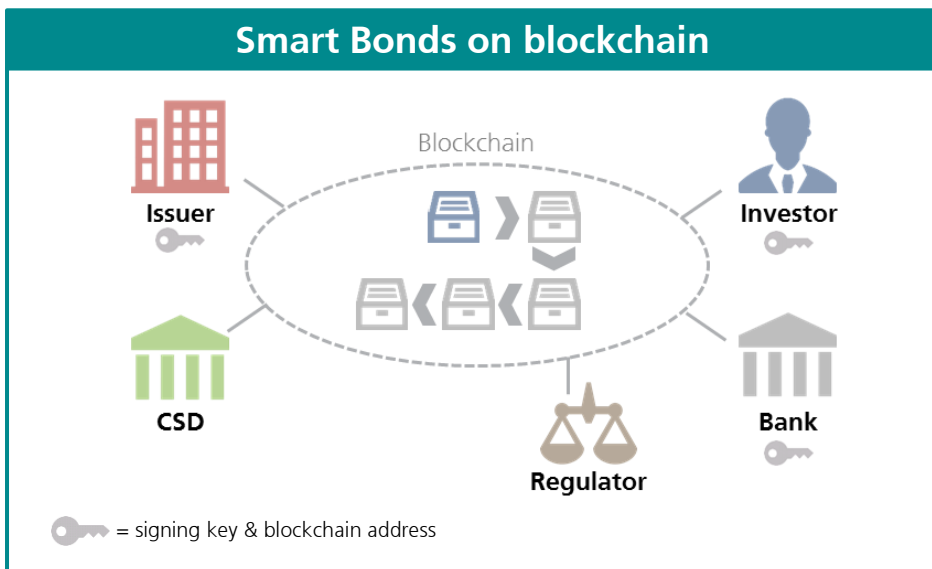 Smart Bonds on blockchain
Blockchain
Issuer
Investor
CSD
Bank
Regulator
= signing key & blockchain address